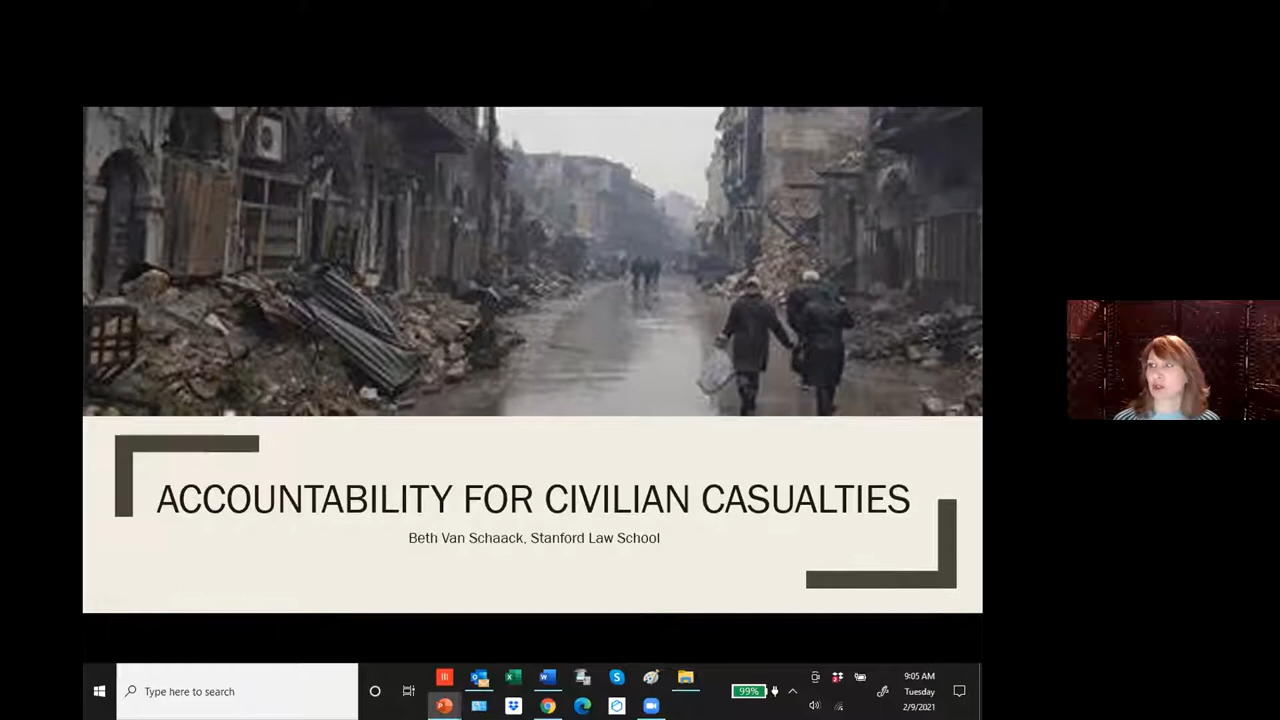 ACCOUNTABILITY FOR CIVILIAN CASUALTIES
Beth Van Schaack, Stanford Law School
Type here to search
99%
9:05 AM
Tuesday
2/9/2021